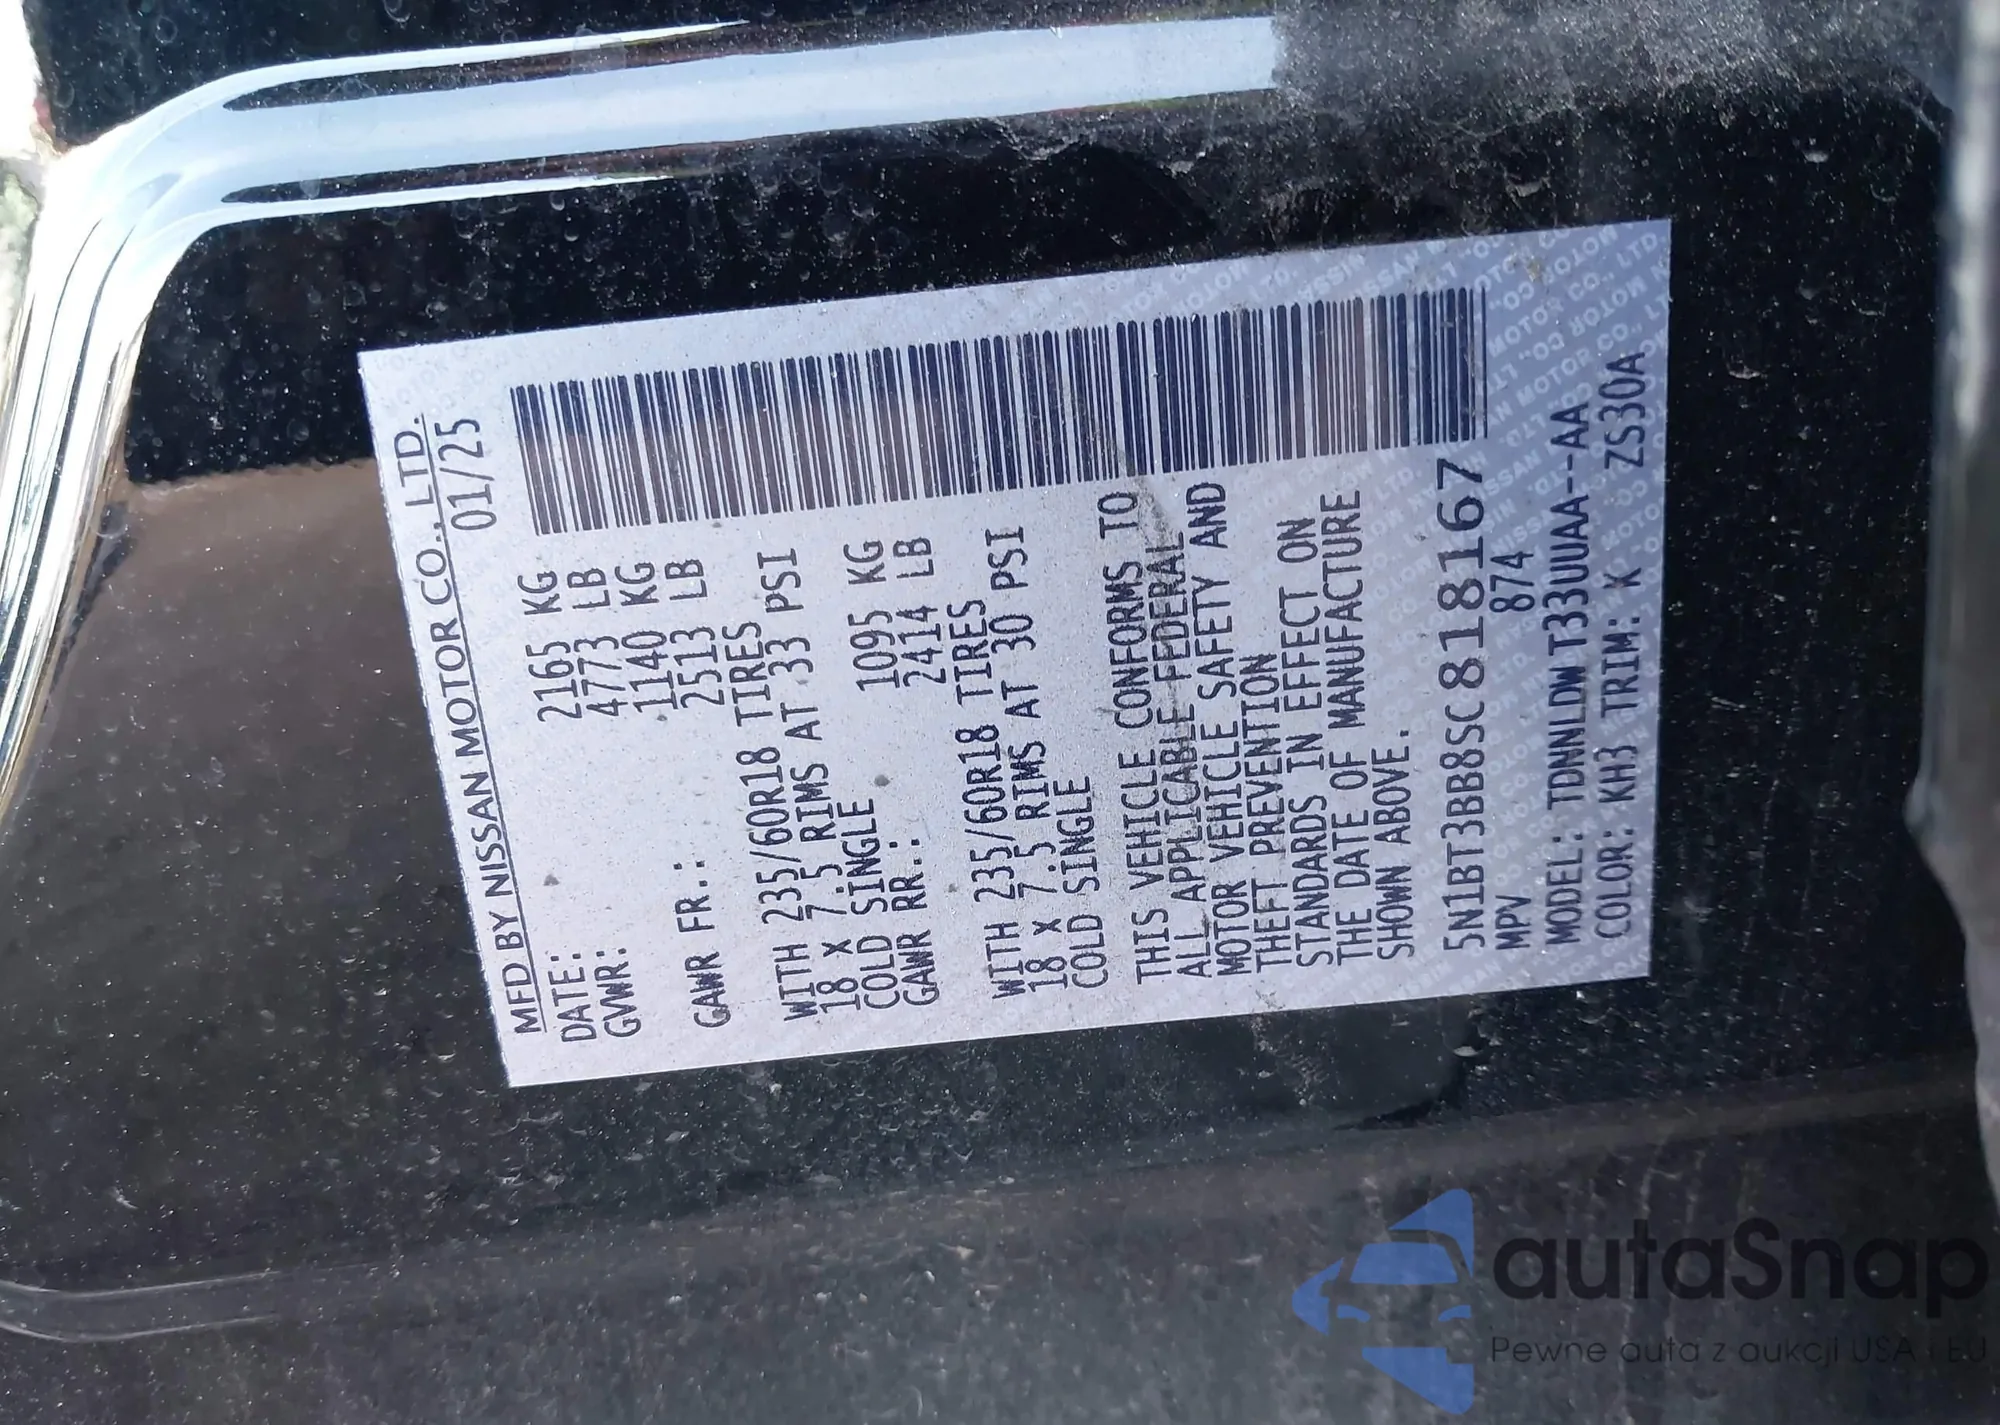 MFD BY NISSAN MOTOR CO., LTD.
DATE: 01/25
GVWR: 2165 KG
4773 LB
GAWR FR.: 1140 KG
2513 LB
WITH 235/60R18 TIRES
18 X 7.5 RIMS AT 33 PSI
COLD SINGLE
GAWR RR.: 1095 KG
2414 LB
WITH 235/60R18 TIRES
18 X 7.5 RIMS AT 30 PSI
COLD SINGLE
THIS VEHICLE CONFORMS TO
ALL APPLICABLE FEDERAL
MOTOR VEHICLE SAFETY AND
THEFT PREVENTION
STANDARDS IN EFFECT ON
THE DATE OF MANUFACTURE
SHOWN ABOVE.
5N1BT3BB8SC818167
MPV 874
MODEL: TDNNLDW T33UUAA--AA
COLOR: KH3 TRIM: K ZS30A
autaSnap
Pewne auta z aukcji USA i EU